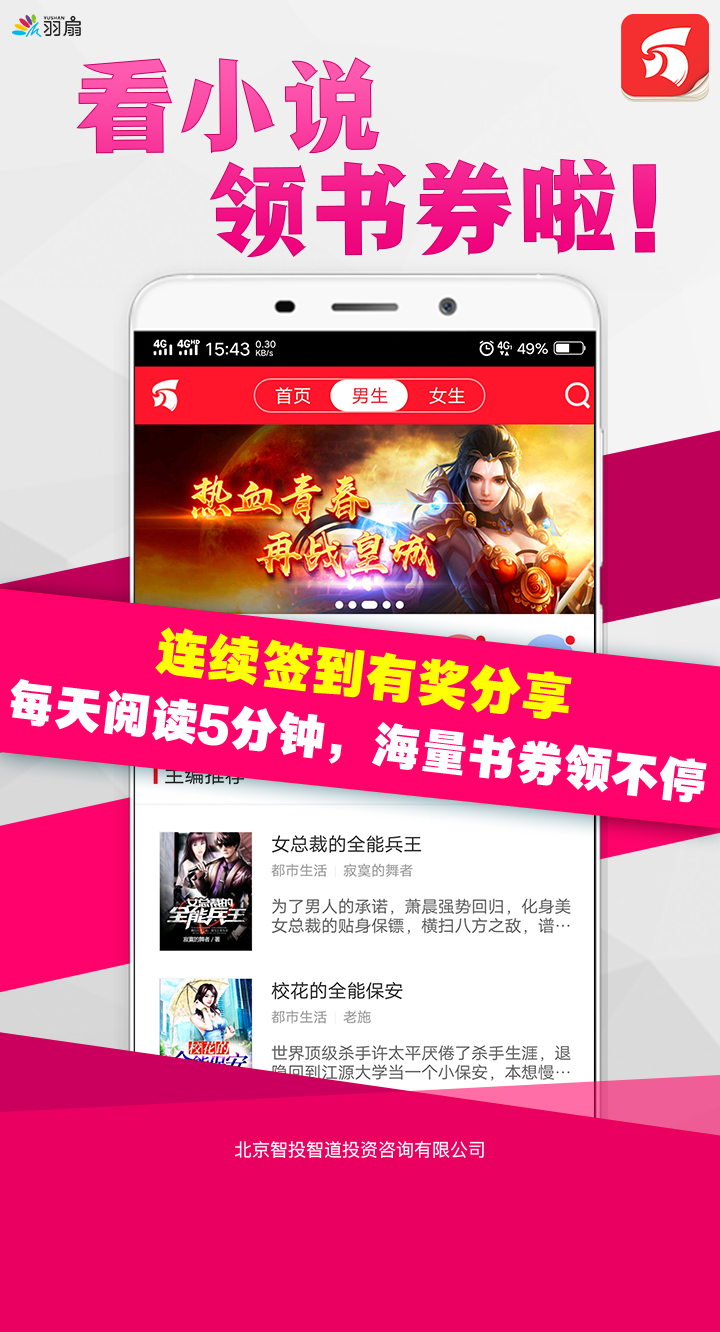 YUSHAN
羽扇
看小说
领书券啦!
4G 4GHD 15:43 0.30 KB/s 4G 49%
首页 男生 女生
热血青春
再战皇城
连续签到有奖分享
每天阅读5分钟，海量书券领不停
主编推荐
女总裁的全能兵王
都市生活 寂寞的舞者
为了男人的承诺，萧晨强势回归，化身美
女总裁的贴身保镖，横扫八方之敌，谱…
女总裁的
全能兵王
寂寞的舞者/著
校花的全能保安
都市生活 老施
世界顶级杀手许太平厌倦了杀手生涯，退
隐回到江源大学当一个小保安，本想慢…
校花的
全能保安
北京智投智道投资咨询有限公司